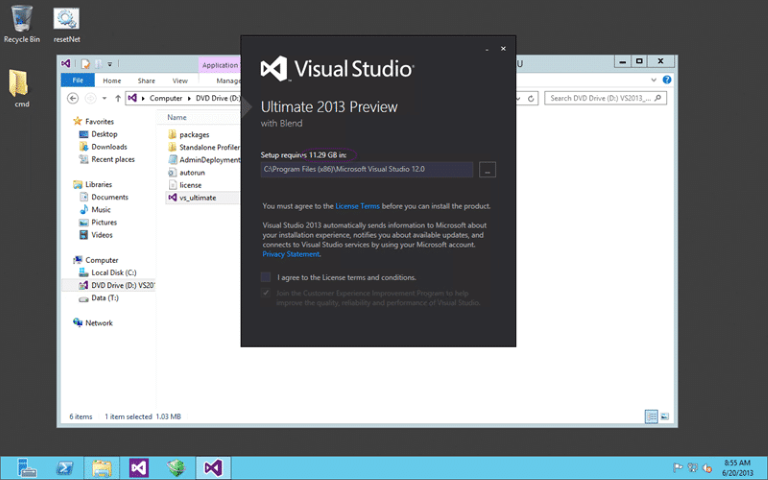 Recycle Bin
resetNet
cmd
Application
U
File
Home
Share
View
Manage
Computer
DVD Drive (D:)
Search DVD Drive (D:) VS2013_...
Name
Favorites
Desktop
Downloads
Recent places
Libraries
Documents
Music
Pictures
Videos
Computer
Local Disk (C:)
DVD Drive (D:) VS201
Data (T:)
Network
packages
Standalone Profiler
AdminDeployment
autorun
license
vs_ultimate
6 items 1 item selected 1.03 MB
Visual Studio
Ultimate 2013 Preview
with Blend
Setup requires 11.29 GB in:
C:\Program Files (x86)\Microsoft Visual Studio 12.0
...
You must agree to the License Terms before you can install the product.
Visual Studio 2013 automatically sends information to Microsoft about
your installation experience, notifies you about available updates, and
connects to Visual Studio services by using your Microsoft account.
Privacy Statement.
I agree to the License terms and conditions.
Join the Customer Experience Improvement Program to help
improve the quality, reliability and performance of Visual Studio.
8:55 AM
6/20/2013